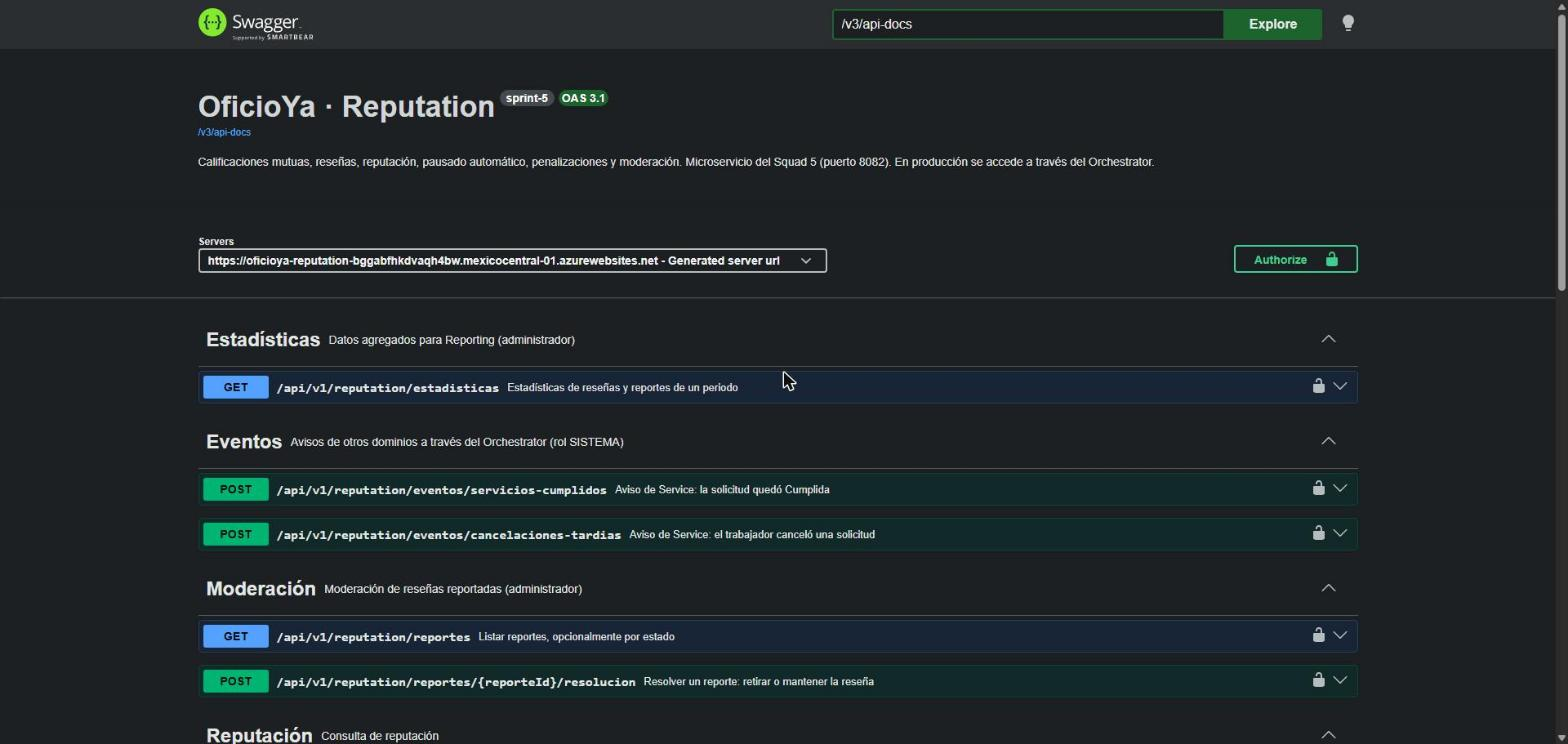 Swagger
Supported by SMARTBEAR
/v3/api-docs
Explore
OficioYa · Reputation sprint-5 OAS 3.1
/v3/api-docs
Calificaciones mutuas, reseñas, reputación, pausado automático, penalizaciones y moderación. Microservicio del Squad 5 (puerto 8082). En producción se accede a través del Orchestrator.
Servers
https://oficioya-reputation-bggabfhkdvaqh4bw.mexicocentral-01.azurewebsites.net - Generated server url
Authorize
Estadísticas Datos agregados para Reporting (administrador)
GET /api/v1/reputation/estadisticas Estadísticas de reseñas y reportes de un período
Eventos Avisos de otros dominios a través del Orchestrator (rol SISTEMA)
POST /api/v1/reputation/eventos/servicios-cumplidos Aviso de Service: la solicitud quedó Cumplida
POST /api/v1/reputation/eventos/cancelaciones-tardias Aviso de Service: el trabajador canceló una solicitud
Moderación Moderación de reseñas reportadas (administrador)
GET /api/v1/reputation/reportes Listar reportes, opcionalmente por estado
POST /api/v1/reputation/reportes/{reporteId}/resolucion Resolver un reporte: retirar o mantener la reseña
Reputación Consulta de reputación